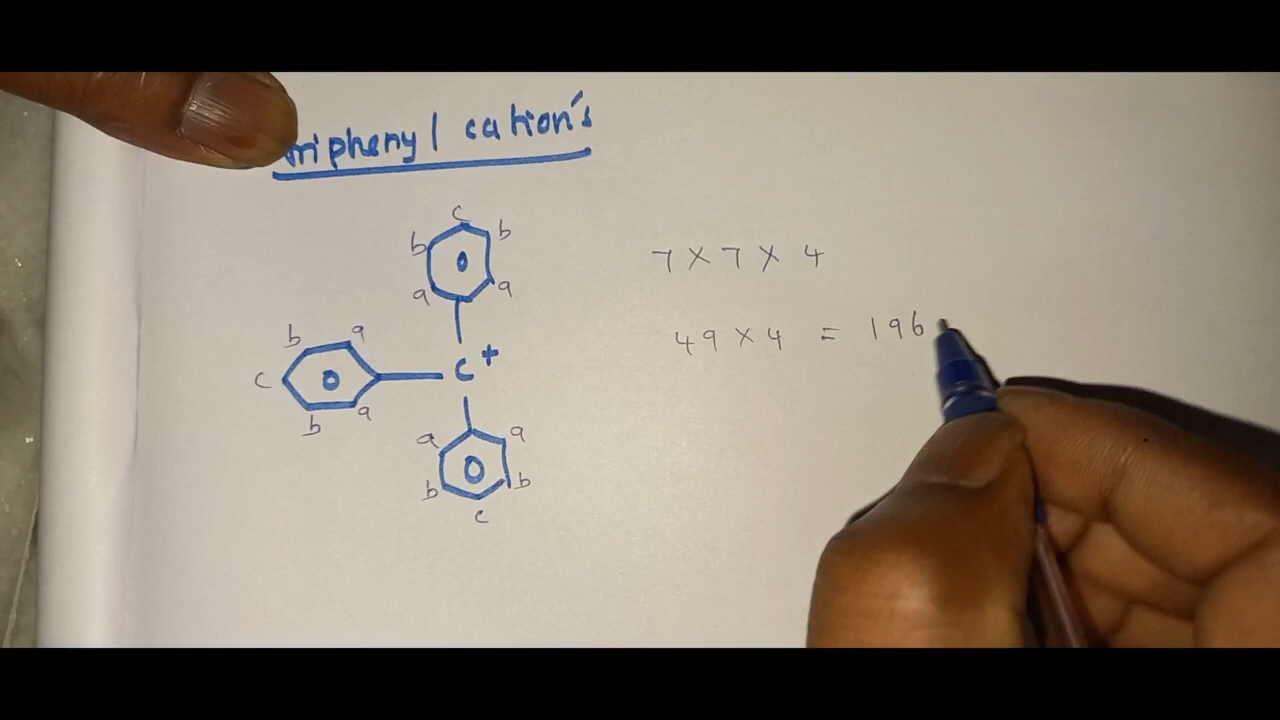 riphenyl cation's
c
b b
a a
7 x 7 x 4
b a
49 x 4 = 196
c C+
b a
a a
b b
c